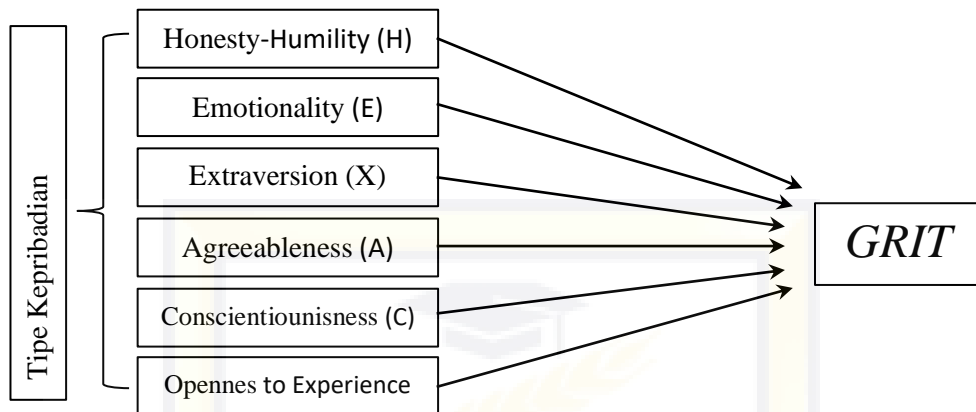 Tipe Kepribadian
Honesty-Humility (H)
Emotionality (E)
Extraversion (X)
Agreeableness (A)
Conscientiounisness (C)
Opennes to Experience
GRIT